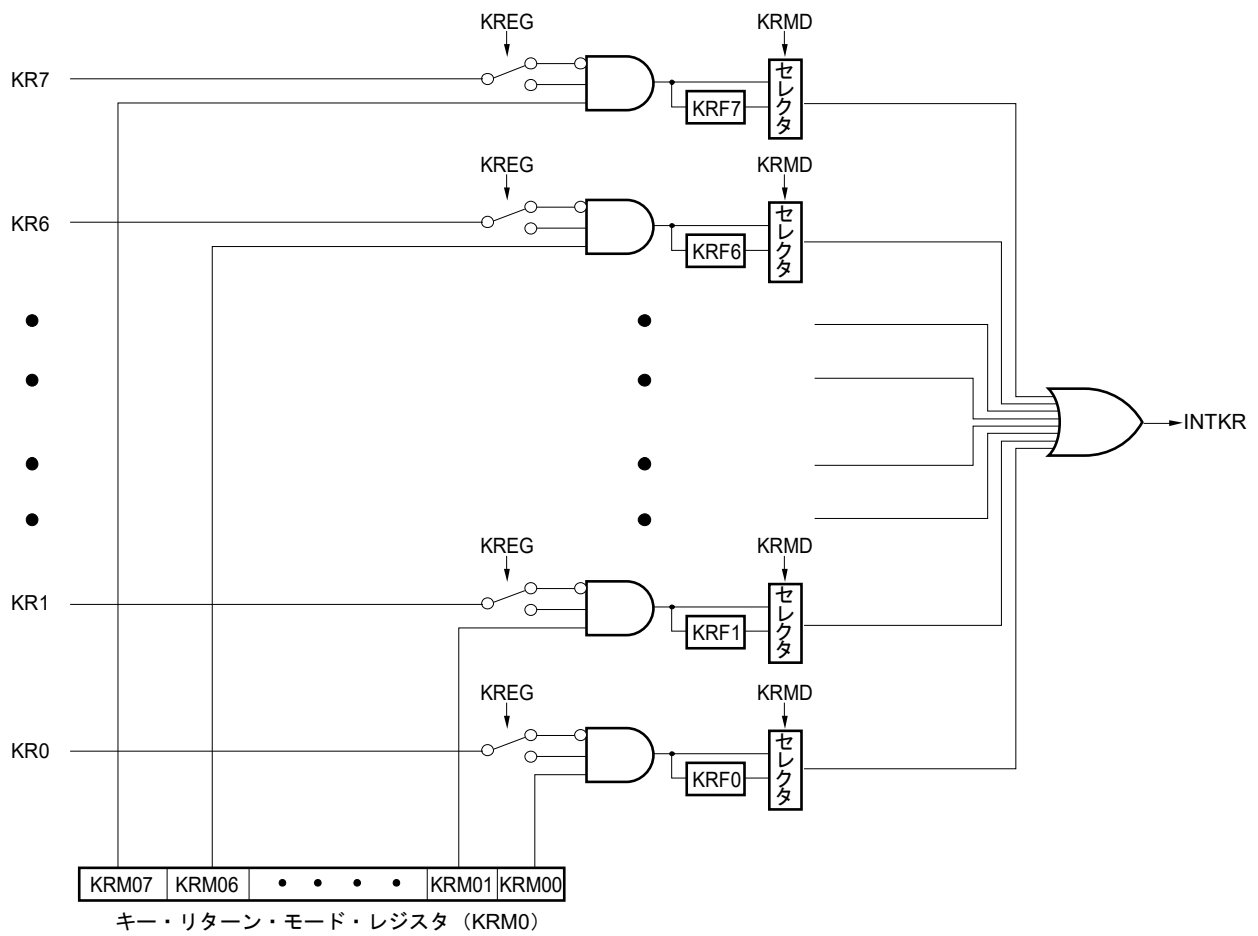 KREG
KRMD
KR7
セレクタ
KRF7
KREG
KRMD
KR6
セレクタ
KRF6
INTKR
KREG
KRMD
KR1
セレクタ
KRF1
KREG
KRMD
KR0
セレクタ
KRF0
KRM07 KRM06 • • • • KRM01 KRM00
キー・リターン・モード・レジスタ（KRM0）